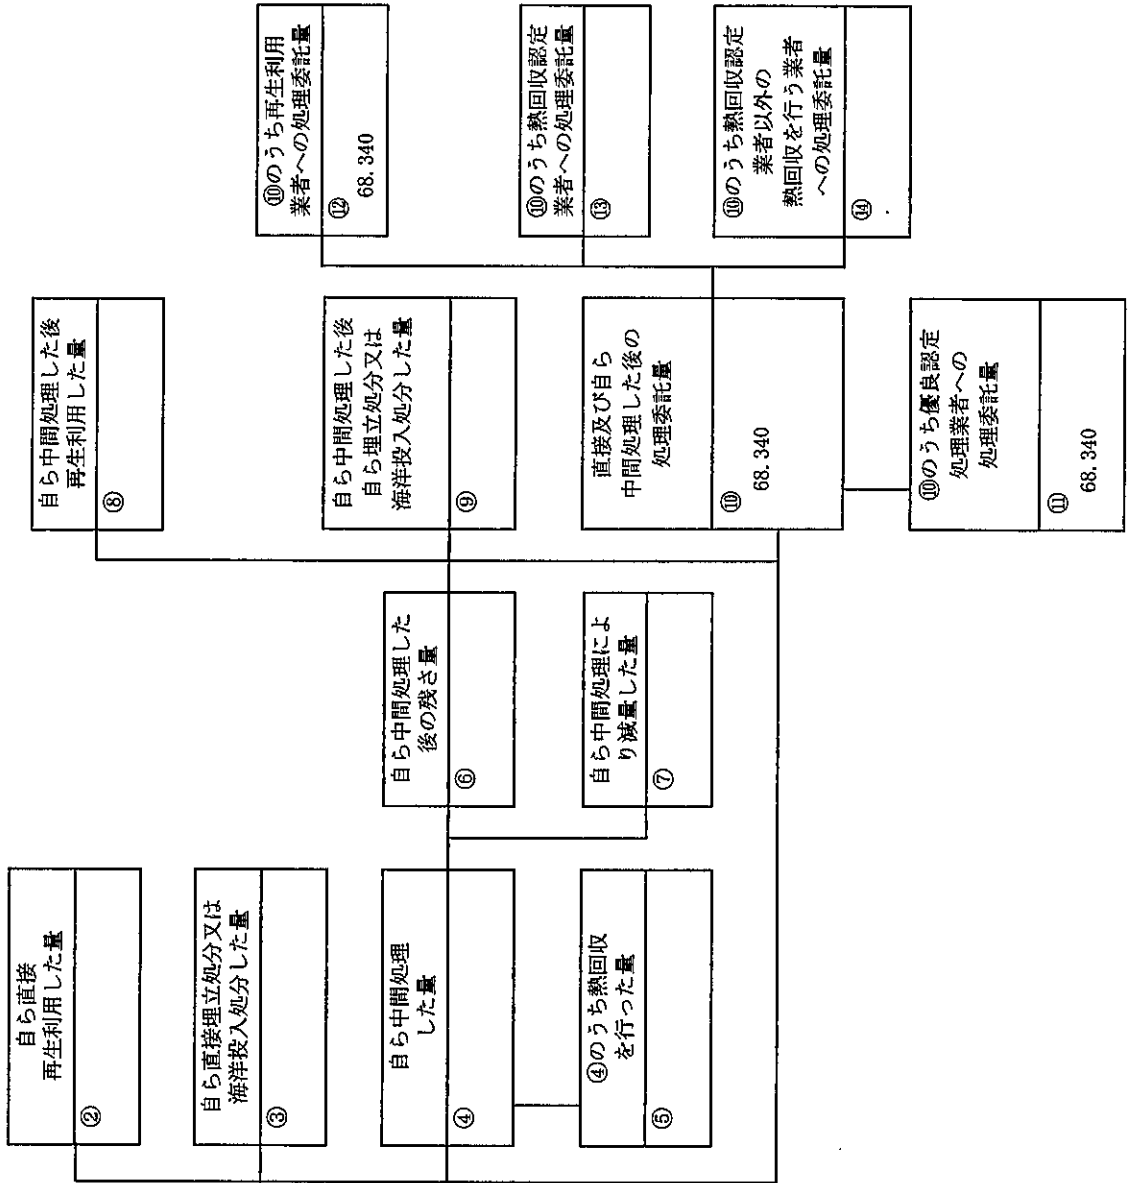 自ら直接
再生利用した量
②
自ら直接埋立処分又は
海洋投入処分した量
③
自ら中間処理
した量
④
④のうち熱回収
を行った量
⑤
自ら中間処理した
後の残さ量
⑥
自ら中間処理によ
り減量した量
⑦
自ら中間処理した後
再生利用した量
⑧
自ら中間処理した後
自ら埋立処分又は
海洋投入処分した量
⑨
直接及び自ら
中間処理した後の
処理委託量
⑩
68.340
⑩のうち優良認定
処理業者への
処理委託量
⑪
68.340
⑩のうち再生利用
業者への処理委託量
⑫
68.340
⑩のうち熱回収認定
業者への処理委託量
⑬
⑩のうち熱回収認定
業者以外の
熱回収を行う業者
への処理委託量
⑭